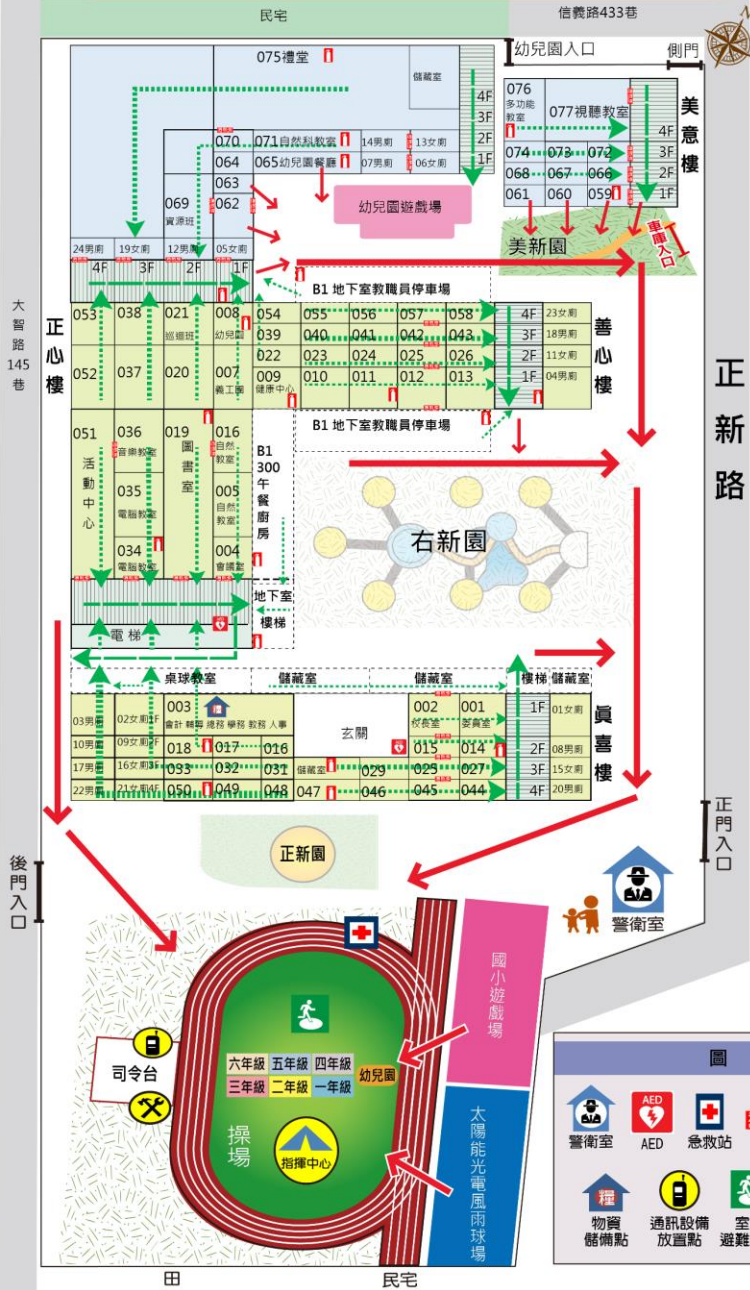 民宅
信義路433巷
N
幼兒園入口
側門
075禮堂
儲藏室
4F
3F
2F
1F
070
071自然科教室
14男廁
13女廁
064
065幼兒園餐廳
07男廁
06女廁
063
069
資源班
062
幼兒園遊戲場
24男廁
19女廁
12男廁
05女廁
4F
3F
2F
1F
076
多功能
教室
077視聽教室
美意樓
4F
074
073
072
3F
068
067
066
2F
061
060
059
1F
美新園
車庫入口
B1 地下室教職員停車場
大智路145巷
正心樓
053
038
021
巡迴班
008
幼兒園
054
055
056
057
058
4F
23女廁
039
040
041
042
043
3F
18男廁
善心樓
052
037
020
007
義工團
022
023
024
025
026
2F
11女廁
009
健康中心
010
011
012
013
1F
04男廁
B1 地下室教職員停車場
正新路
051
活動中心
036
音樂教室
019
圖書室
016
自然
教室
B1
300
午餐廚房
035
電腦教室
005
自然
教室
034
電腦教室
004
會議室
右新園
地下室
樓梯
電梯
桌球教室
儲藏室
儲藏室
樓梯
儲藏室
03男廁
02女廁1F
003
糧
會計 輔導 總務 學務 教務 人事
玄關
002
校長室
001
委員室
1F
01女廁
真喜樓
10男廁
09女廁2F
018
017
016
015
014
2F
08男廁
17男廁
16女廁3F
033
032
031
儲藏室
029
025
027
3F
15女廁
22男廁
21女廁4F
050
049
048
047
046
045
044
4F
20男廁
正新園
正門入口
後門入口
警衛室
國小遊戲場
司令台
六年級
五年級
四年級
幼兒園
三年級
二年級
一年級
操場
指揮中心
太陽能光電風雨球場
圖
警衛室
AED
AED
急救站
糧
物資
儲備點
通訊設備
放置點
室
避難
田
民宅